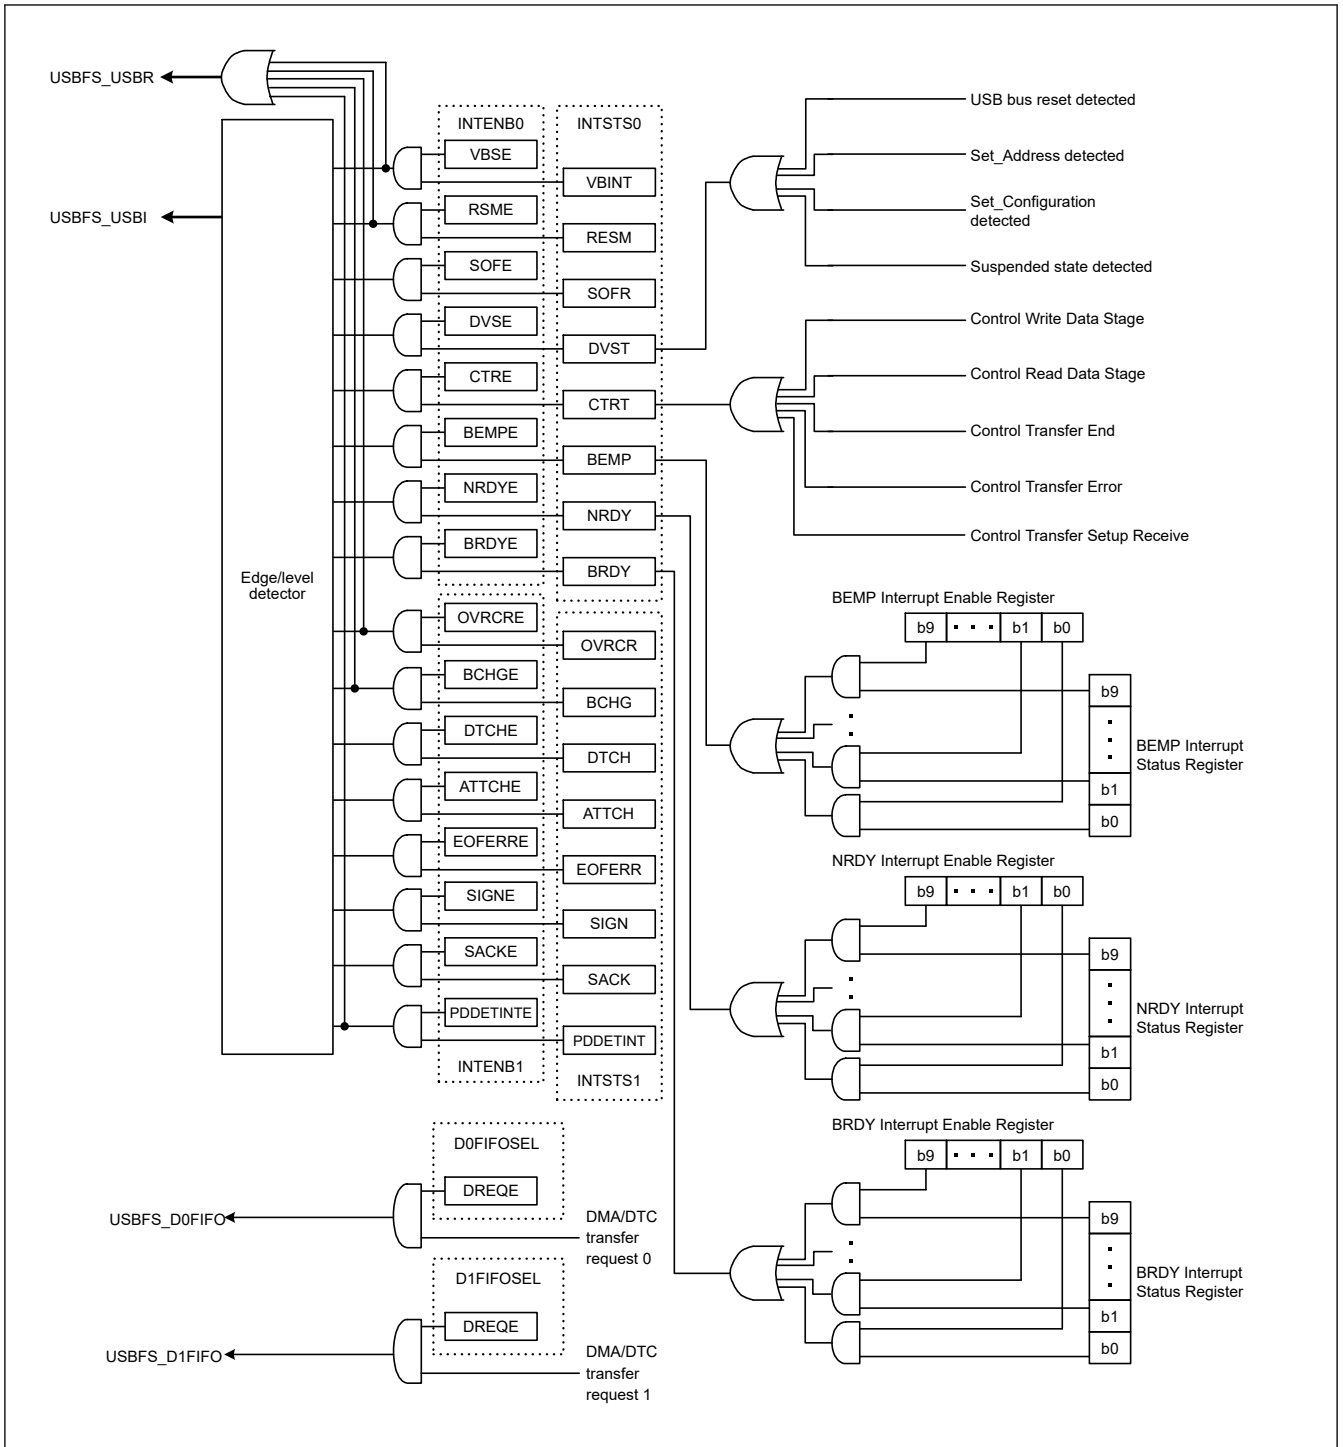 USBFS_USBR
USBFS_USBI
Edge/level
detector
INTENB0
VBSE
RSME
SOFE
DVSE
CTRE
BEMPE
NRDYE
BRDYE
OVRCRE
BCHGE
DTCHE
ATTCHE
EOFERRE
SIGNE
SACKE
PDDETINTE
INTENB1
INTSTS0
VBINT
RESM
SOFR
DVST
CTRT
BEMP
NRDY
BRDY
OVRCR
BCHG
DTCH
ATTCH
EOFERR
SIGN
SACK
PDDETINT
INTSTS1
USB bus reset detected
Set_Address detected
Set_Configuration
detected
Suspended state detected
Control Write Data Stage
Control Read Data Stage
Control Transfer End
Control Transfer Error
Control Transfer Setup Receive
BEMP Interrupt Enable Register
b9 · · · b1 b0
b9
b1
b0
BEMP Interrupt
Status Register
NRDY Interrupt Enable Register
b9 · · · b1 b0
b9
b1
b0
NRDY Interrupt
Status Register
BRDY Interrupt Enable Register
b9 · · · b1 b0
b9
b1
b0
BRDY Interrupt
Status Register
D0FIFOSEL
DREQE
USBFS_D0FIFO
DMA/DTC
transfer
request 0
D1FIFOSEL
DREQE
USBFS_D1FIFO
DMA/DTC
transfer
request 1